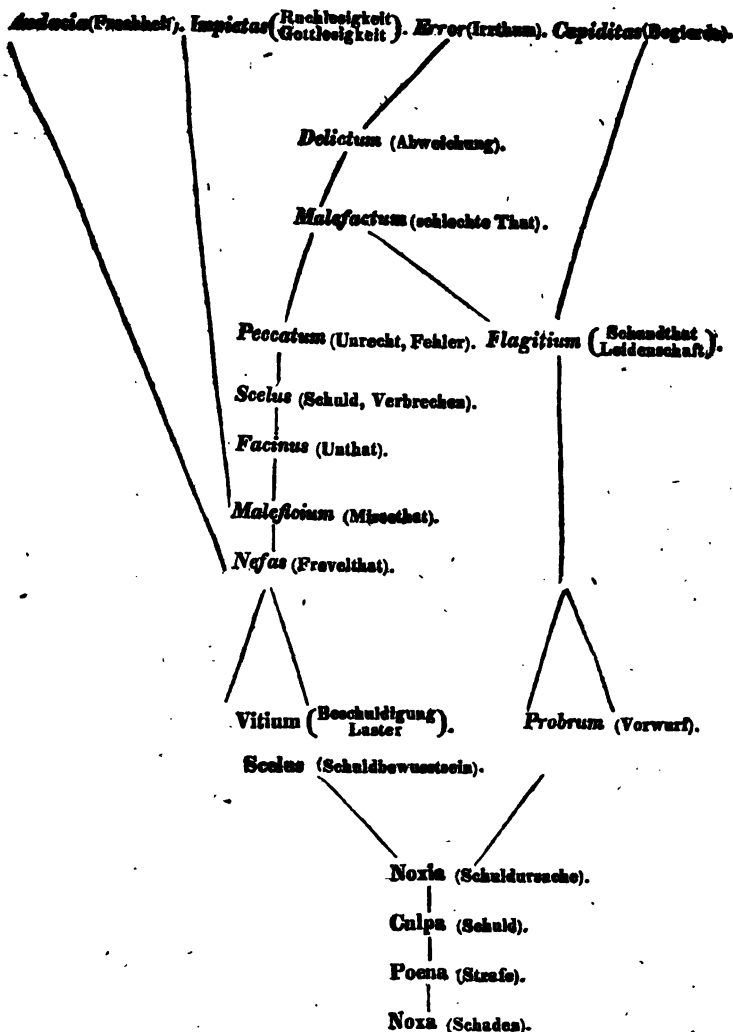 Audacia (Frechheit). Impietas (Ruchlosigkeit Gottlosigkeit). Error (Irrthum). Cupiditas (Begierde).
Delictum (Abweichung).
Malefactum (schlechte That).
Peccatum (Unrecht, Fehler). Flagitium (Schandthat Leidenschaft).
Scelus (Schuld, Verbrechen).
Facinus (Unthat).
Maleficium (Missethat).
Nefas (Frevelthat).
Vitium (Beschuldigung Laster). Probrum (Vorwurf).
Scelus (Schuldbewusstsein).
Noxia (Schuldursache).
Culpa (Schuld).
Poena (Strafe).
Noxa (Schaden).